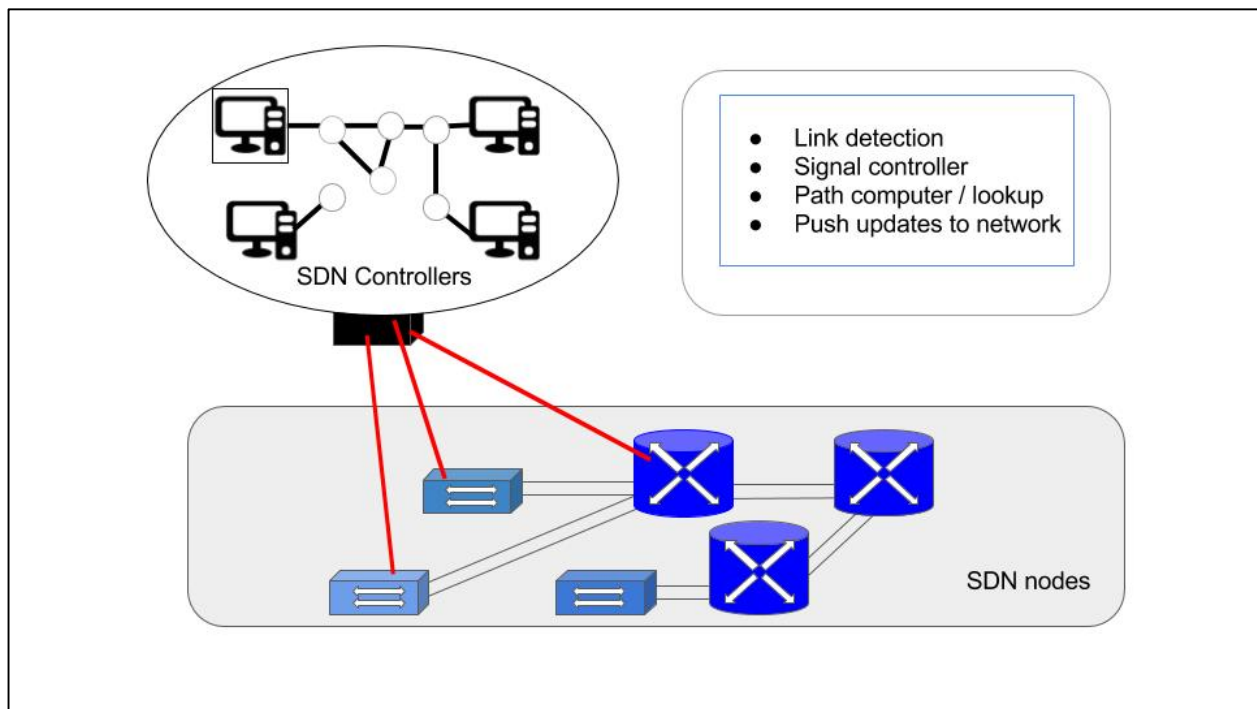 SDN Controllers
● Link detection
● Signal controller
● Path computer / lookup
● Push updates to network
SDN nodes